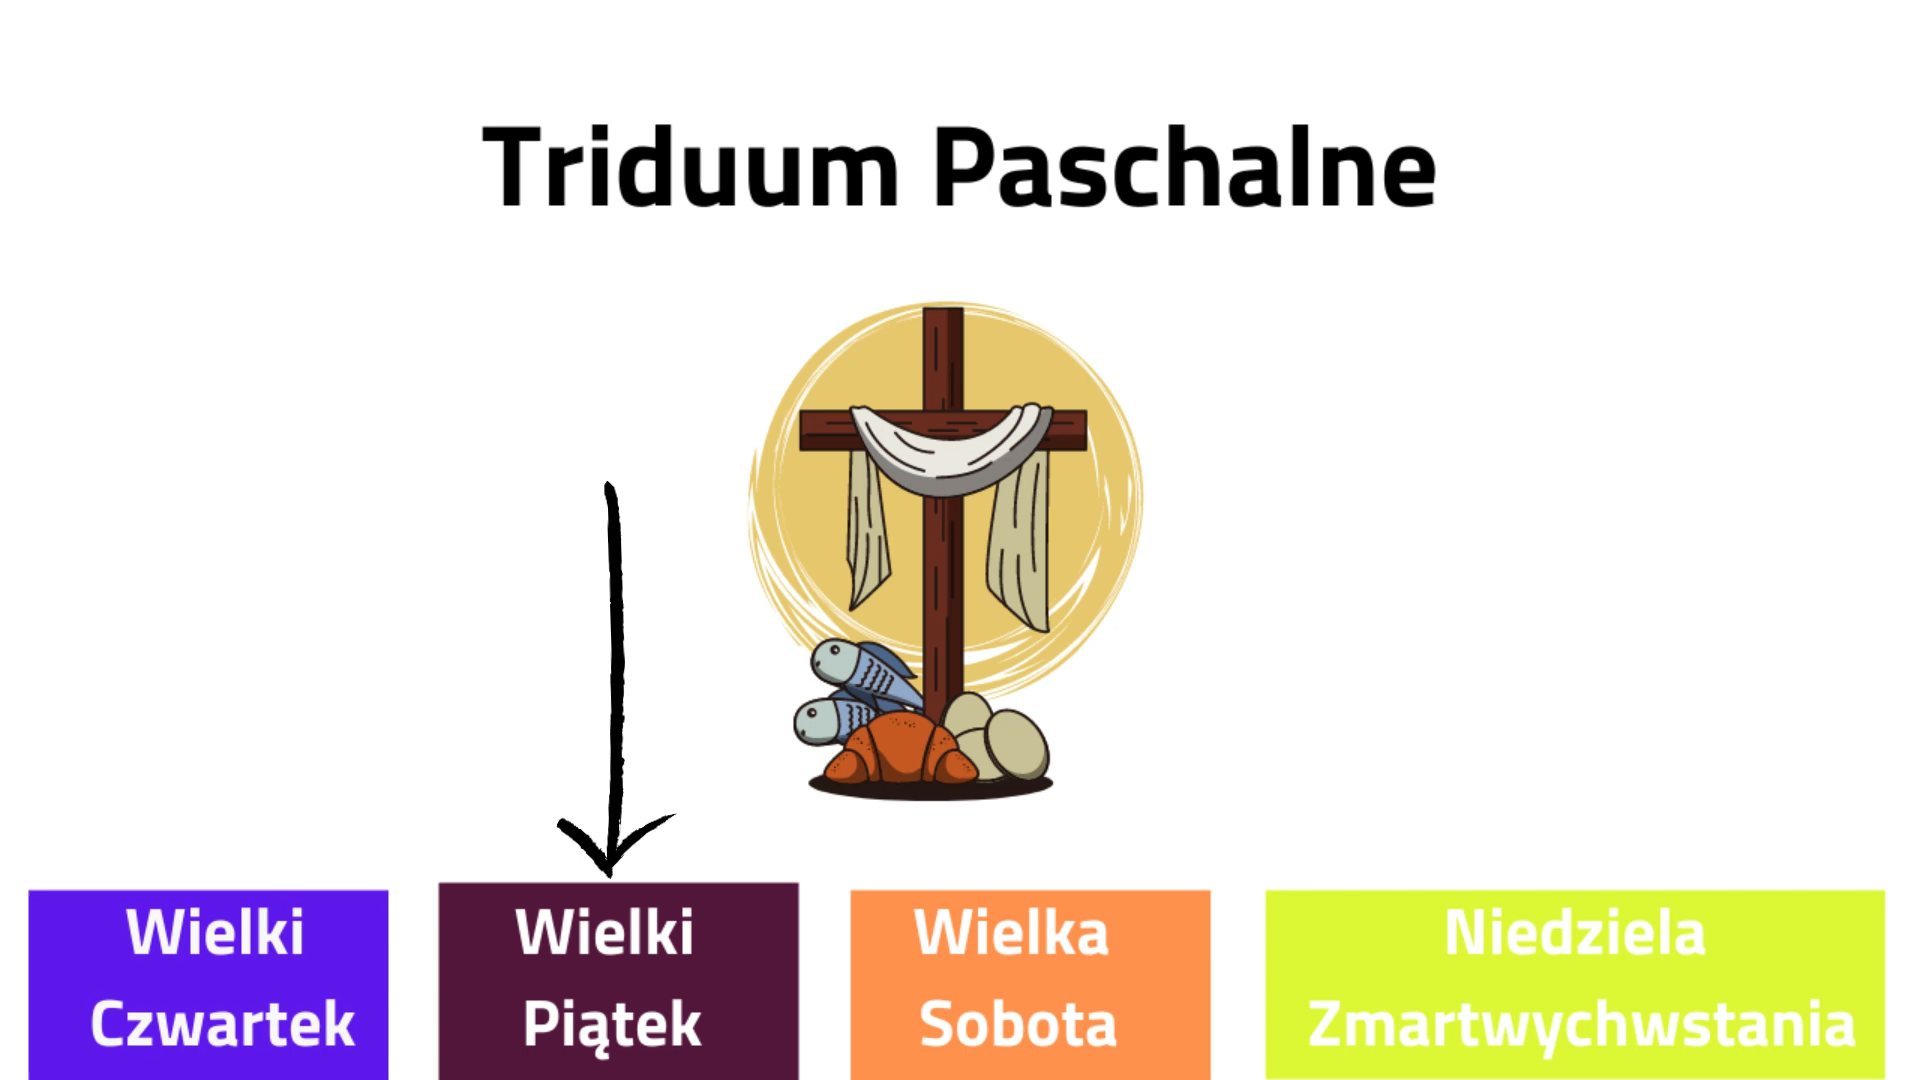 Triduum Paschalne
Wielki
Czwartek
Wielki
Piątek
Wielka
Sobota
Niedziela
Zmartwychwstania